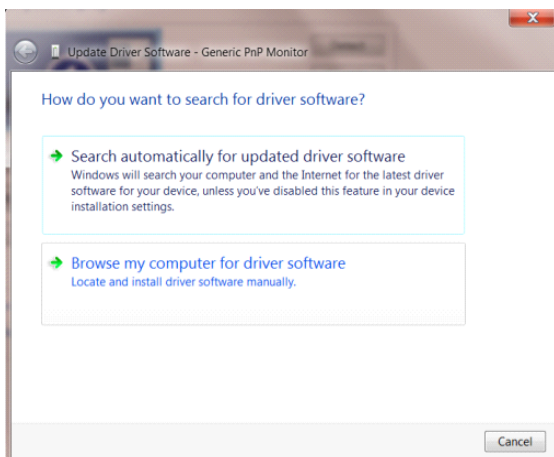 Update Driver Software - Generic PnP Monitor
How do you want to search for driver software?
Search automatically for updated driver software
Windows will search your computer and the Internet for the latest driver
software for your device, unless you've disabled this feature in your device
installation settings.
Browse my computer for driver software
Locate and install driver software manually.
Cancel